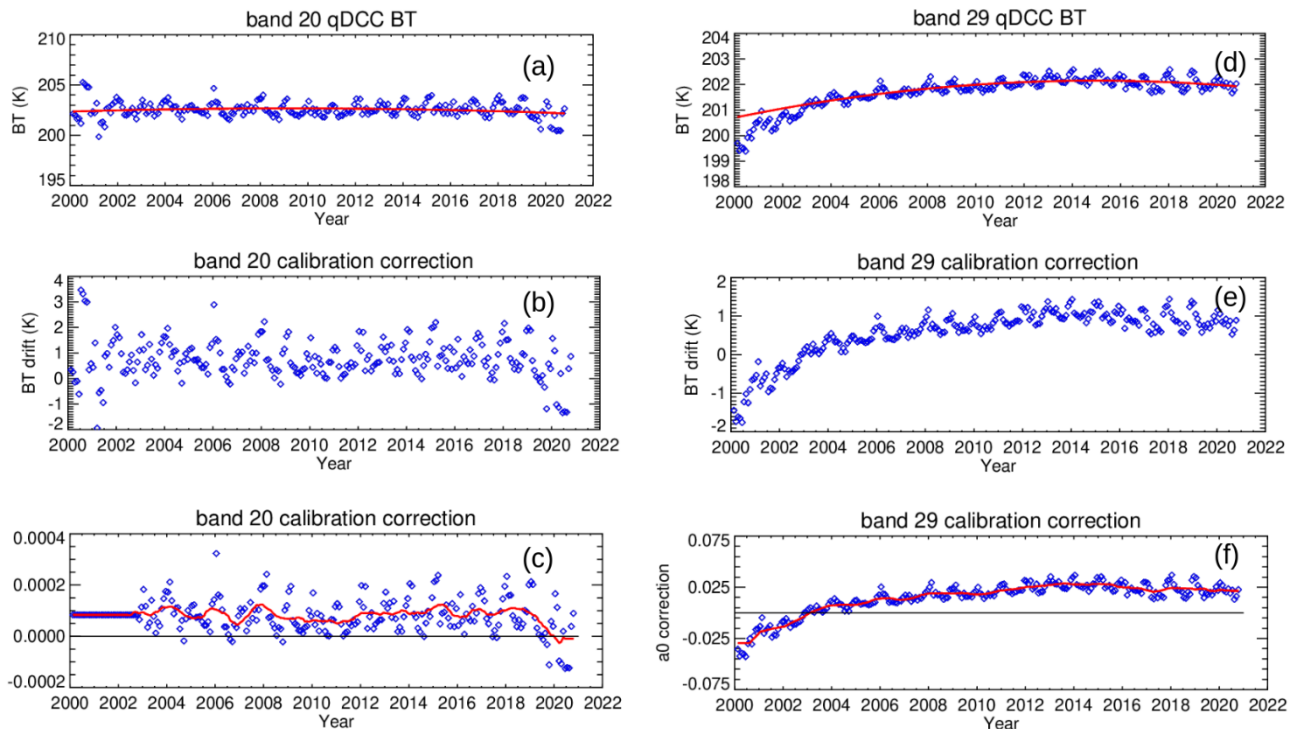 band 20 qDCC BT
(a)
BT (K)
210
205
202
195
2000 2002 2004 2006 2008 2010 2012 2014 2016 2018 2020 2022
Year
band 29 qDCC BT
(d)
BT (K)
204
203
202
201
200
199
198
2000 2002 2004 2006 2008 2010 2012 2014 2016 2018 2020 2022
Year
band 20 calibration correction
(b)
BT drift (K)
4
3
2
1
0
-1
-2
2000 2002 2004 2006 2008 2010 2012 2014 2016 2018 2020 2022
Year
band 29 calibration correction
(e)
BT drift (K)
2
1
0
-1
-2
2000 2002 2004 2006 2008 2010 2012 2014 2016 2018 2020 2022
Year
band 20 calibration correction
(c)
0.0004
0.0002
0.0000
-0.0002
2000 2002 2004 2006 2008 2010 2012 2014 2016 2018 2020 2022
Year
band 29 calibration correction
(f)
a0 correction
0.075
0.025
-0.025
-0.075
2000 2002 2004 2006 2008 2010 2012 2014 2016 2018 2020 2022
Year